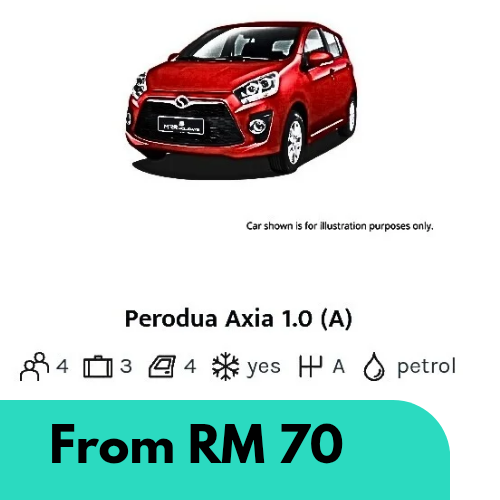 Car shown is for illustration purposes only.
Perodua Axia 1.0 (A)
4 3 4 yes A petrol
From RM 70